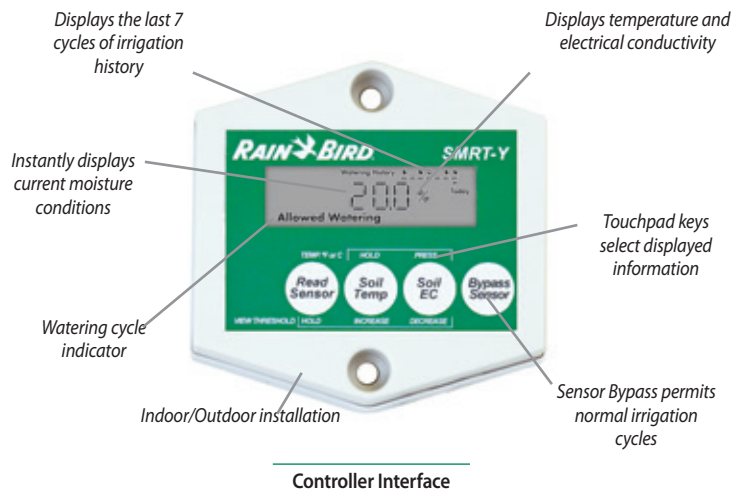 Displays the last 7
cycles of irrigation
history
Displays temperature and
electrical conductivity
Instantly displays
current moisture
conditions
RAIN BIRD
SMRT-Y
Watering History
20.0 %
Today
Allowed Watering
TEMP °F or C
HOLD
PRESS
Read
Sensor
Soil
Temp
Soil
EC
Bypass
Sensor
VIEW THRESHOLD
HOLD
INCREASE
DECREASE
Touchpad keys
select displayed
information
Watering cycle
indicator
Indoor/Outdoor installation
Sensor Bypass permits
normal irrigation
cycles
Controller Interface